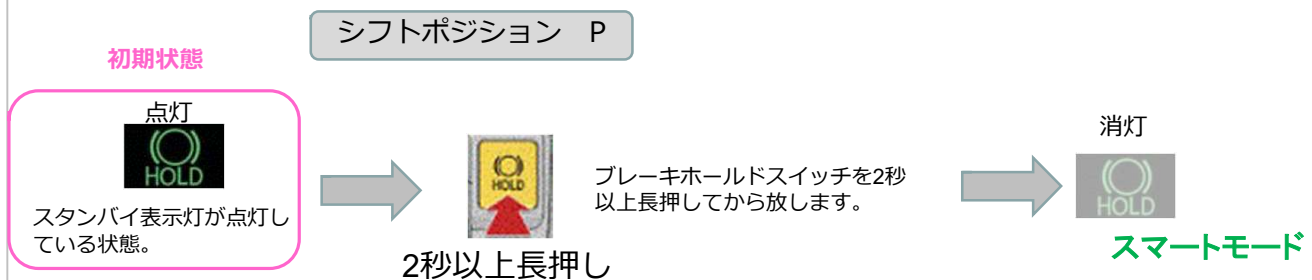 シフトポジション　P
初期状態
点灯
HOLD
スタンバイ表示灯が点灯し
ている状態。
HOLD
2秒以上長押し
ブレーキホールドスイッチを2秒
以上長押してから放します。
消灯
HOLD
スマートモード